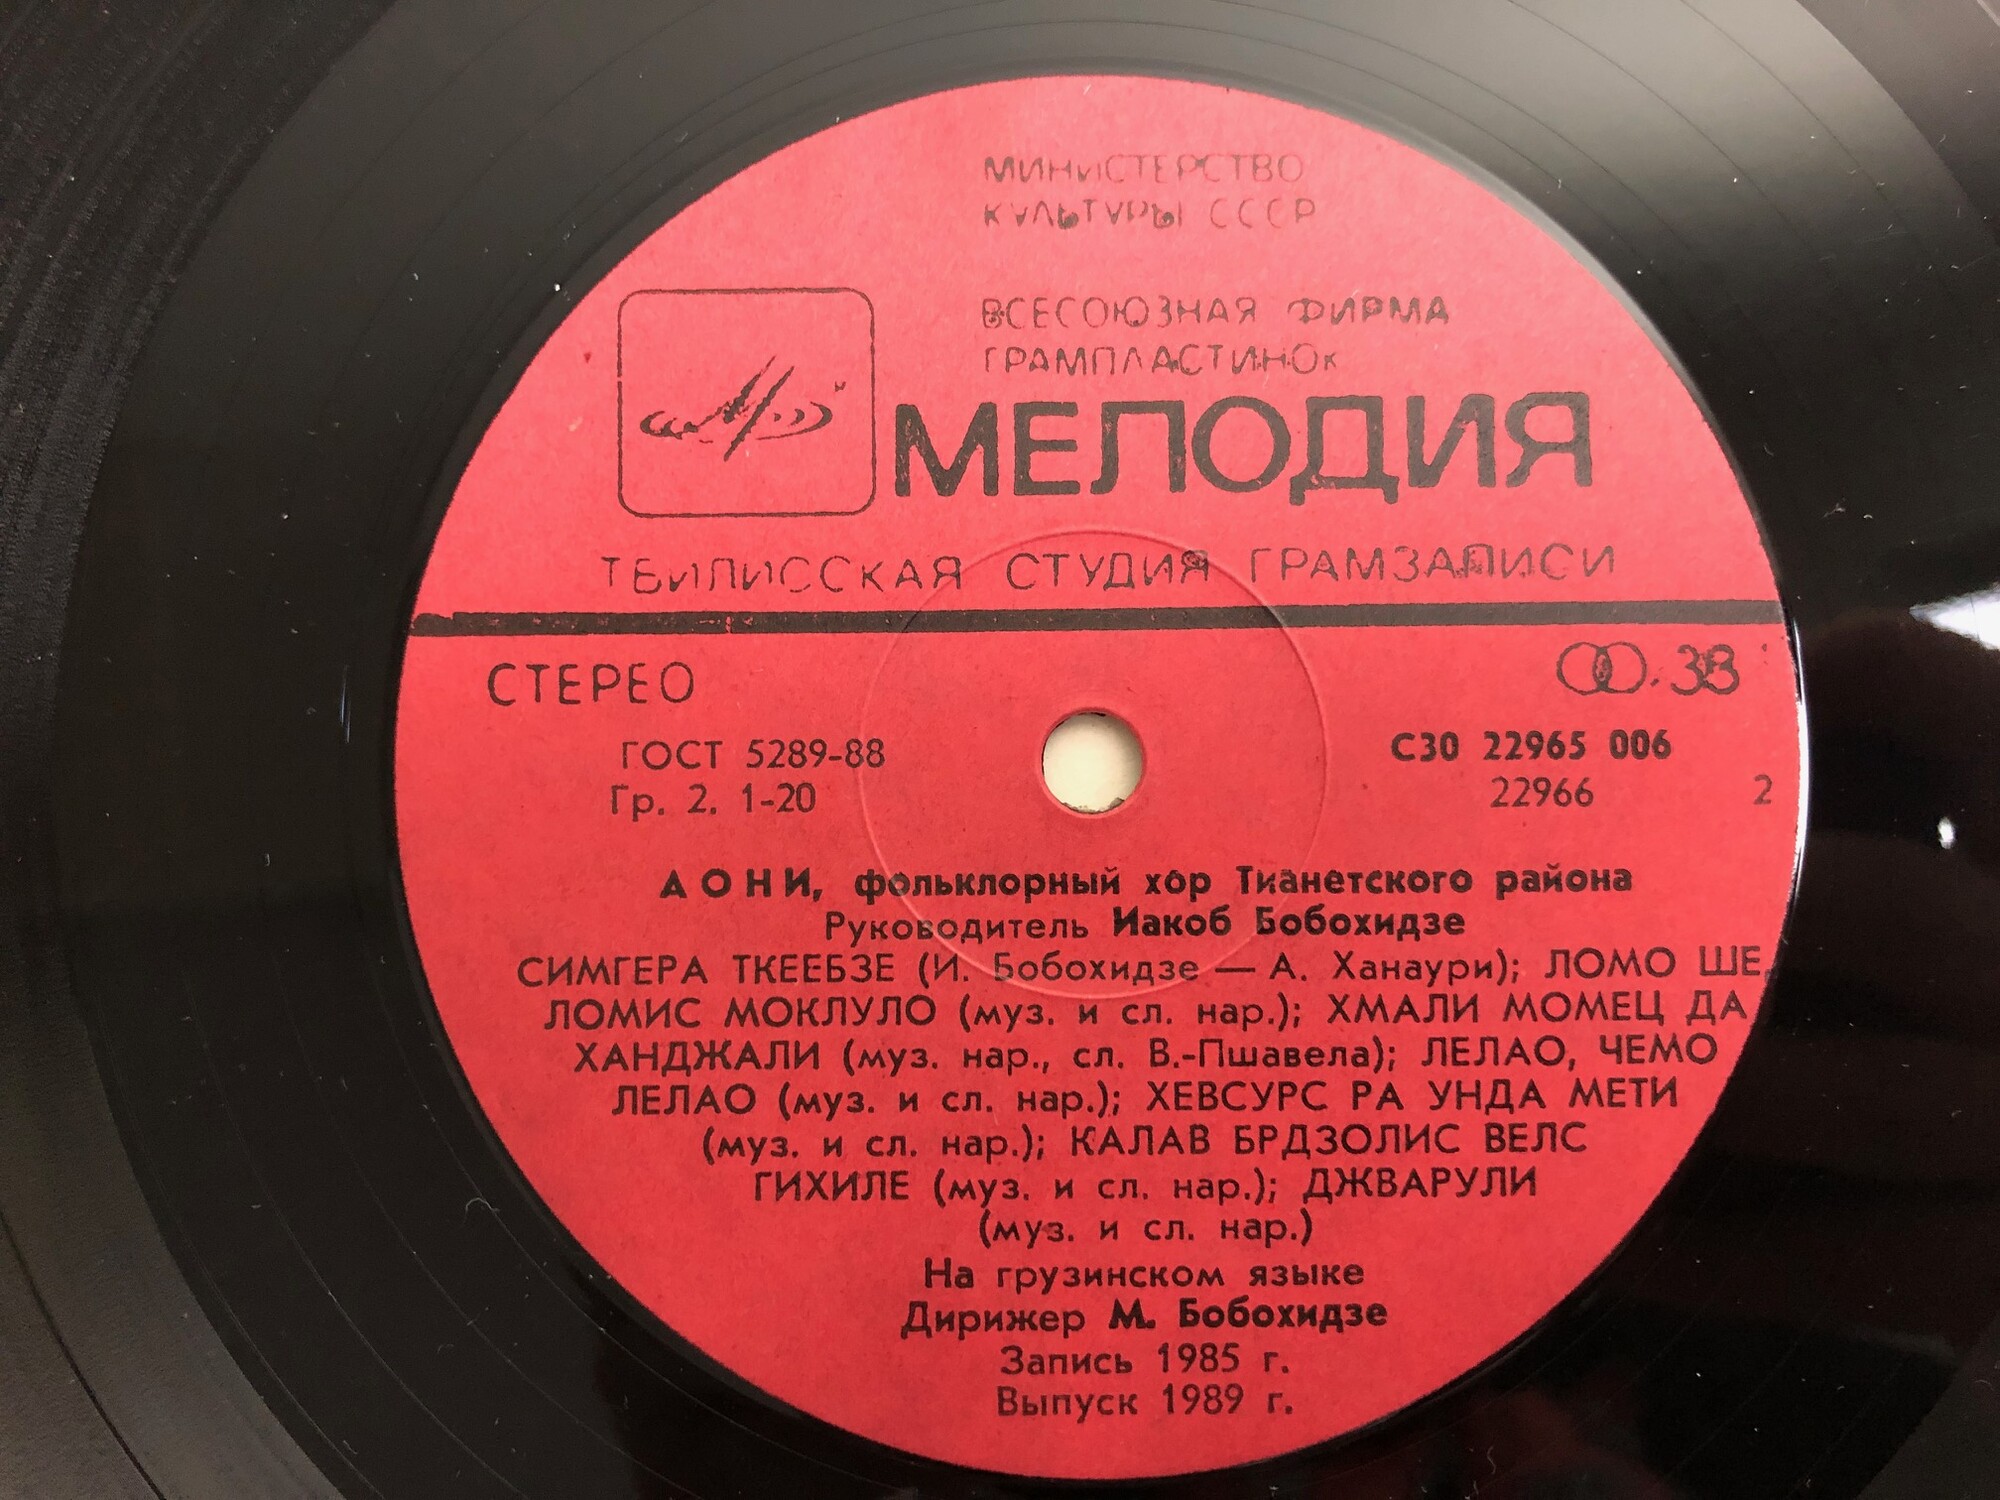 МИНИСТЕРСТВО
КУЛЬТУРЫ СССР
ВСЕСОЮЗНАЯ ФИРМА
ГРАМПЛАСТИНОК
МЕЛОДИЯ
ТБИЛИССКАЯ СТУДИЯ ГРАМЗАПИСИ
СТЕРЕО 33
ГОСТ 5289-88 С30 22965 006
Гр. 2. 1-20 22966 2
АОНИ, фольклорный хор Тианетского района
Руководитель Иакоб Бобохидзе
СИМГЕРА ТКЕЕБЗЕ (И. Бобохидзе — А. Ханаури); ЛОМО ШЕ,
ЛОМИС МОКЛУЛО (муз. и сл. нар.); ХМАЛИ МОМЕЦ ДА
ХАНДЖАЛИ (муз. нар., сл. В.-Пшавела); ЛЕЛАО, ЧЕМО
ЛЕЛАО (муз. и сл. нар.); ХЕВСУРС РА УНДА МЕТИ
(муз. и сл. нар.); КАЛАВ БРДЗОЛИС ВЕЛС
ГИХИЛЕ (муз. и сл. нар.); ДЖВАРУЛИ
(муз. и сл. нар.)
На грузинском языке
Дирижер М. Бобохидзе
Запись 1985 г.
Выпуск 1989 г.